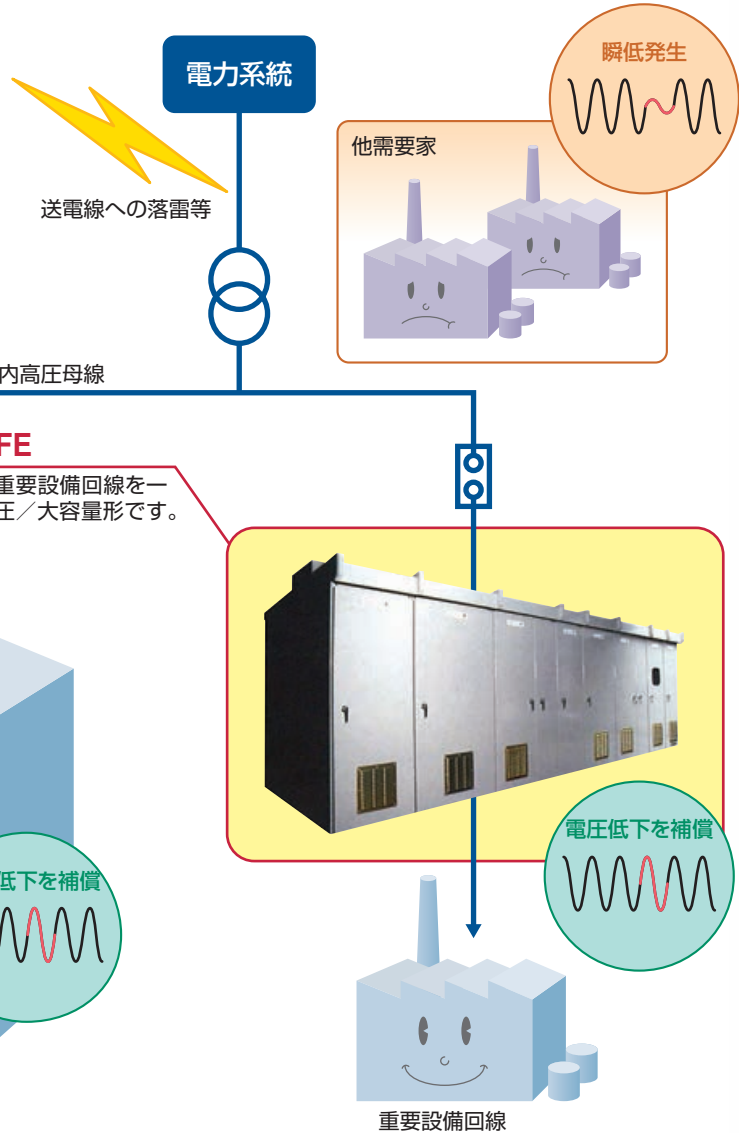 電力系統
瞬低発生
他需要家
送電線への落雷等
内高圧母線
FE
重要設備回線を一
圧／大容量形です。
電圧低下を補償
低下を補償
重要設備回線